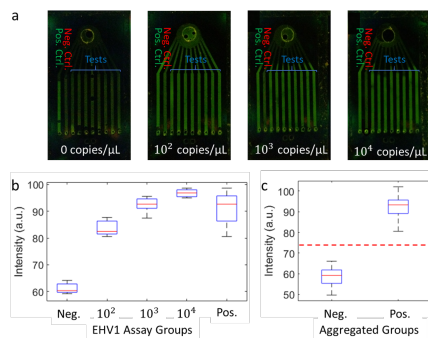 a
Pos. Ctrl
Neg. Ctrl
Tests
0 copies/μL
Pos. Ctrl
Neg. Ctrl
Tests
10² copies/μL
Pos. Ctrl
Neg. Ctrl
Tests
10³ copies/μL
Pos. Ctrl
Neg. Ctrl
Tests
10⁴ copies/μL
b
Intensity (a.u.)
100
90
80
70
60
Neg. 10² 10³ 10⁴ Pos.
EHV1 Assay Groups
c
Intensity (a.u.)
100
90
80
70
60
50
Neg. Pos.
Aggregated Groups